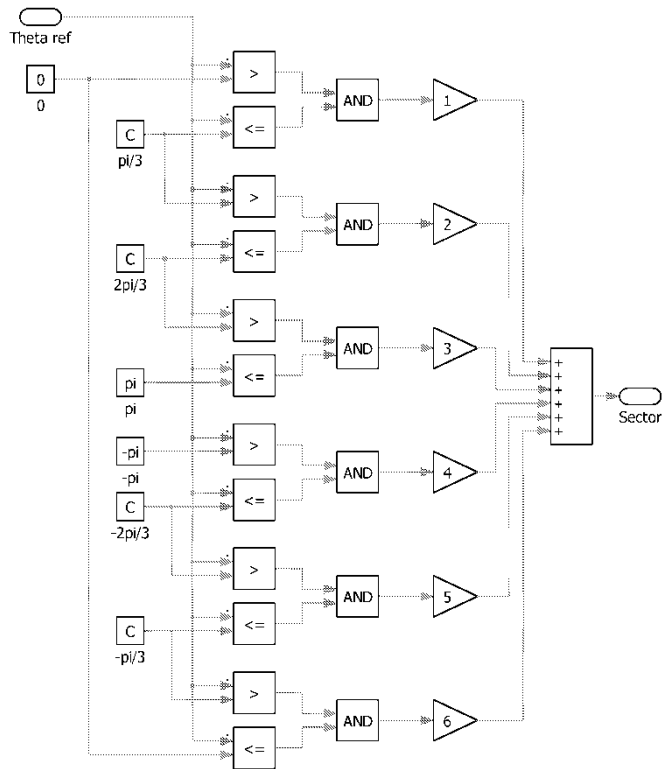 Theta ref
0
0
>
<=
AND
1
C
pi/3
>
<=
AND
2
C
2pi/3
>
<=
AND
3
pi
pi
+
+
+
+
+
+
Sector
-pi
-pi
>
<=
AND
4
C
-2pi/3
>
<=
AND
5
C
-pi/3
>
<=
AND
6